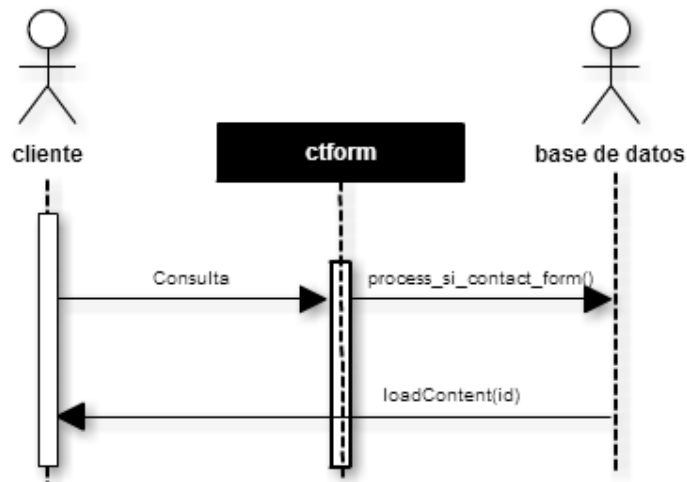 cliente
ctform
base de datos
Consulta
process_si_contact_form()
loadContent(id)